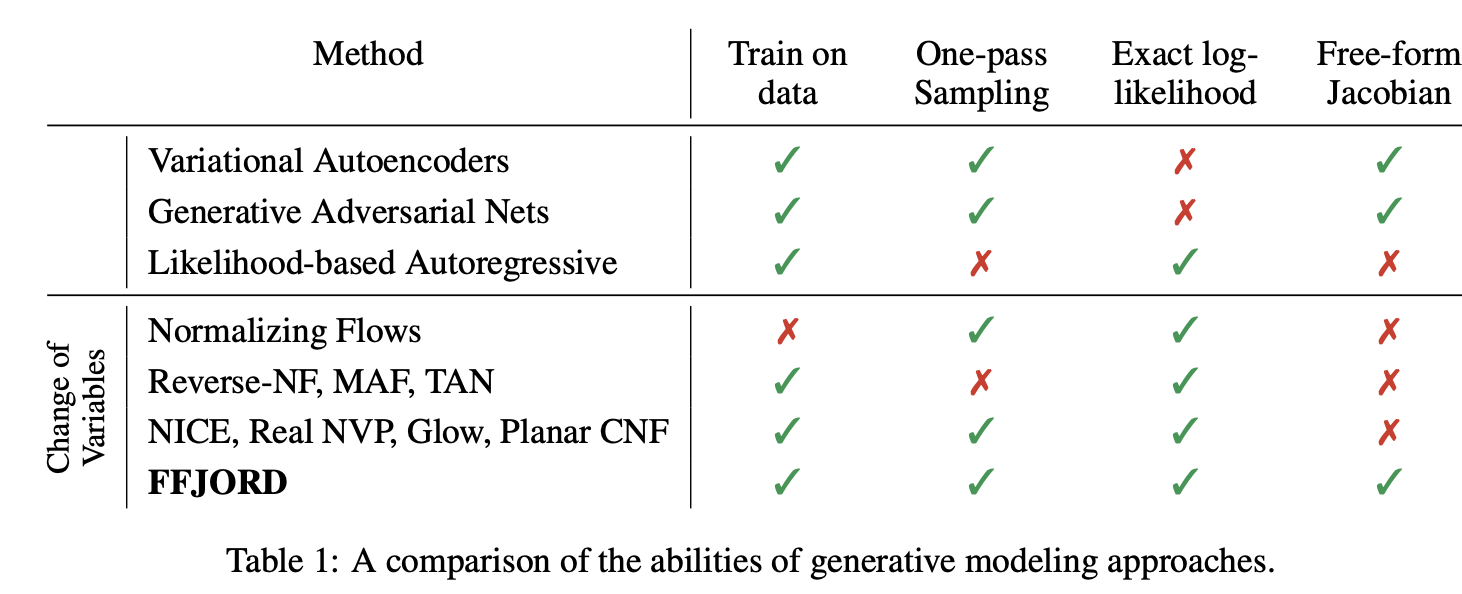 Method Train on One-pass Exact log- Free-form
data Sampling likelihood Jacobian
Variational Autoencoders ✓ ✓ ✗ ✓
Generative Adversarial Nets ✓ ✓ ✗ ✓
Likelihood-based Autoregressive ✓ ✗ ✓ ✗
Change of
Variables
Normalizing Flows ✗ ✓ ✓ ✗
Reverse-NF, MAF, TAN ✓ ✗ ✓ ✗
NICE, Real NVP, Glow, Planar CNF ✓ ✓ ✓ ✗
FFJORD ✓ ✓ ✓ ✓
Table 1: A comparison of the abilities of generative modeling approaches.